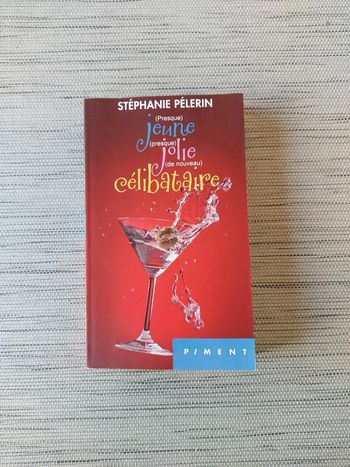 STÉPHANIE PÉLERIN
(Presque)
jeune
(presque)
jolie
(de nouveau)
célibataire
PIMENT